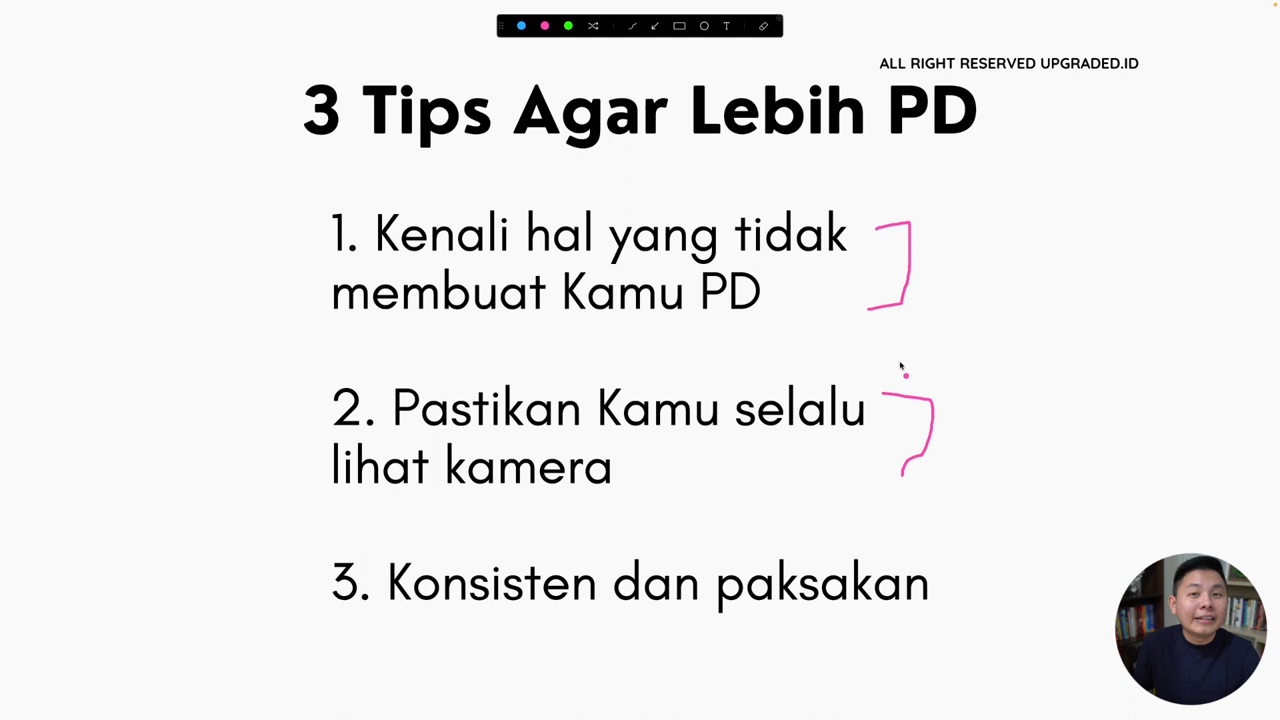 ALL RIGHT RESERVED UPGRADED.ID
3 Tips Agar Lebih PD
1. Kenali hal yang tidak
membuat Kamu PD
2. Pastikan Kamu selalu
lihat kamera
3. Konsisten dan paksakan